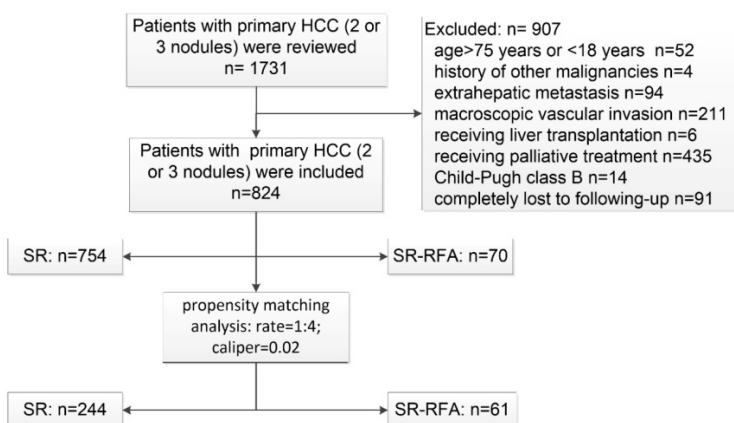 Patients with primary HCC (2 or
3 nodules) were reviewed
n= 1731
Excluded: n= 907
age>75 years or <18 years n=52
history of other malignancies n=4
extrahepatic metastasis n=94
macroscopic vascular invasion n=211
receiving liver transplantation n=6
receiving palliative treatment n=435
Child-Pugh class B n=14
completely lost to following-up n=91
Patients with primary HCC (2
or 3 nodules) were included
n=824
SR: n=754
SR-RFA: n=70
propensity matching
analysis: rate=1:4;
caliper=0.02
SR: n=244
SR-RFA: n=61